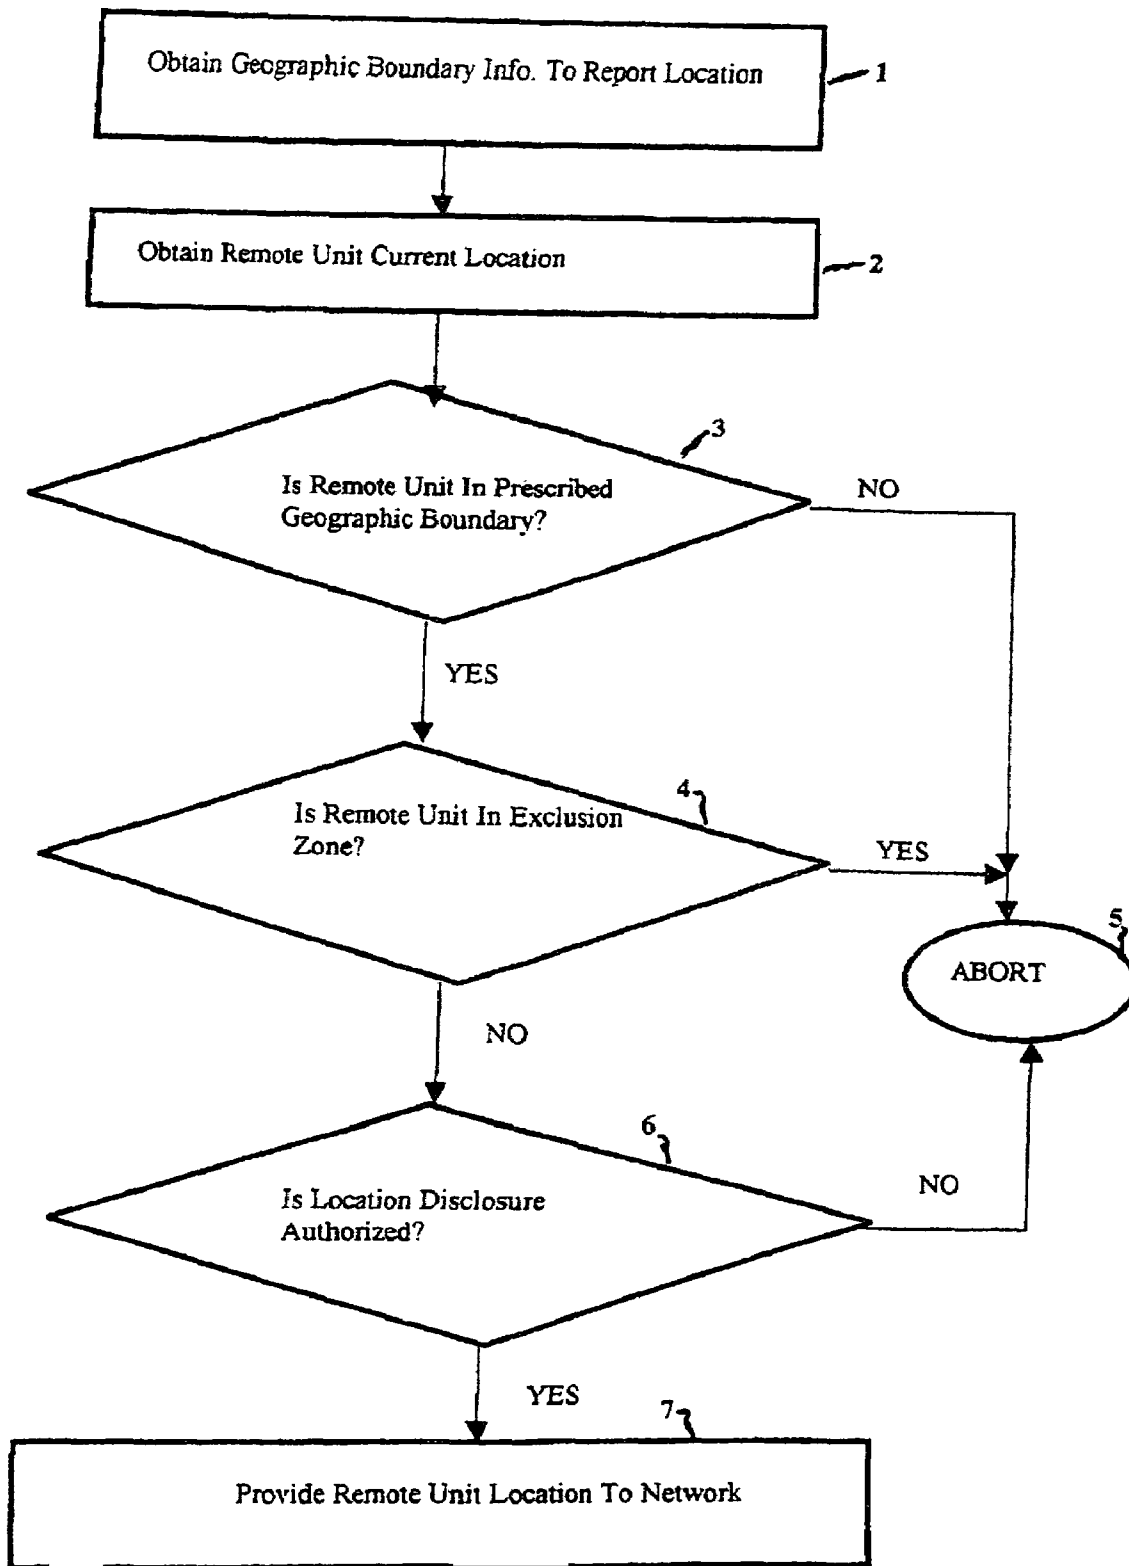 Obtain Geographic Boundary Info. To Report Location
1
Obtain Remote Unit Current Location
2
3
Is Remote Unit In Prescribed
Geographic Boundary?
NO
YES
4
Is Remote Unit In Exclusion
Zone?
YES
5
ABORT
NO
6
Is Location Disclosure
Authorized?
NO
YES
7
Provide Remote Unit Location To Network